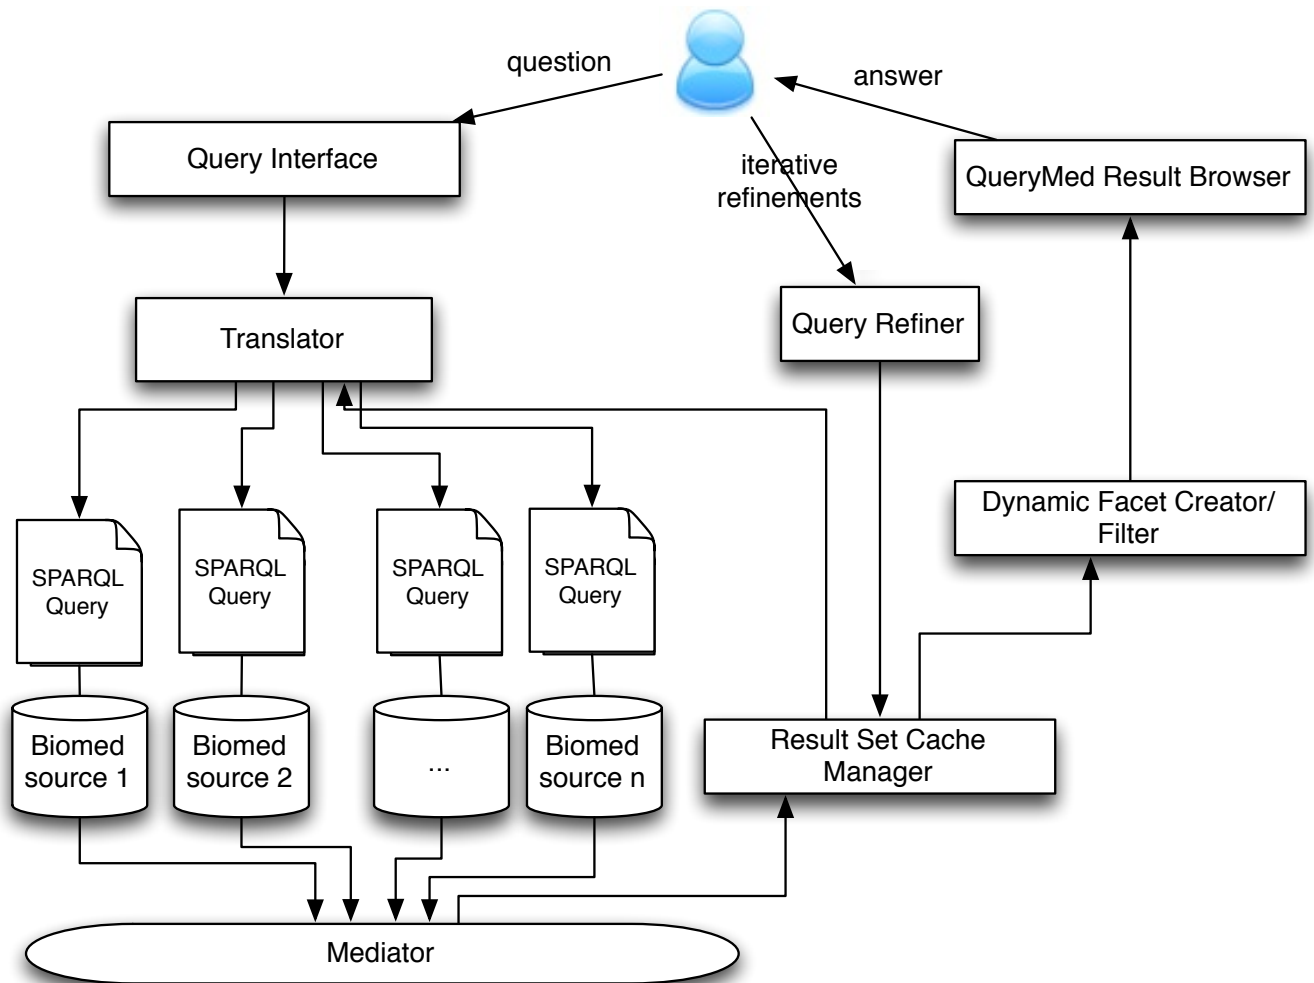 question
answer
Query Interface
iterative
refinements
QueryMed Result Browser
Translator
Query Refiner
Dynamic Facet Creator/
Filter
SPARQL
Query
SPARQL
Query
SPARQL
Query
SPARQL
Query
Biomed
source 1
Biomed
source 2
...
Biomed
source n
Result Set Cache
Manager
Mediator